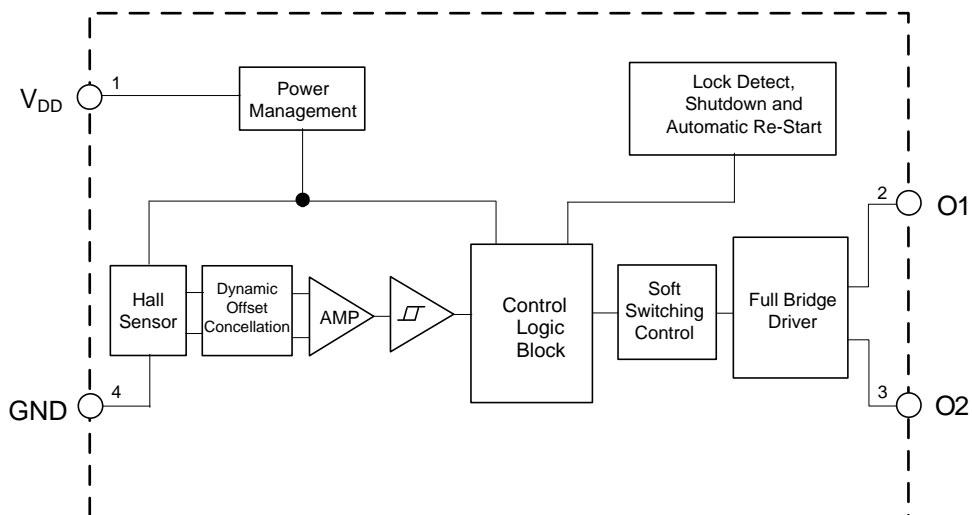 1
V_DD
Power
Management
Lock Detect,
Shutdown and
Automatic Re-Start
2
O1
Hall
Sensor
Dynamic
Offset
Concellation
AMP
Control
Logic
Block
Soft
Switching
Control
Full Bridge
Driver
4
GND
3
O2